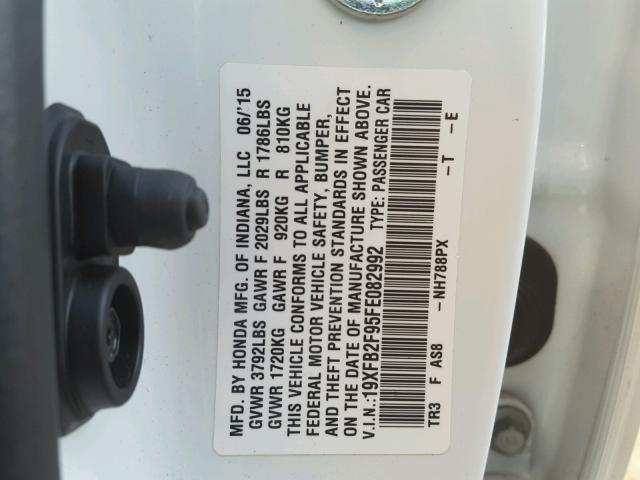 MFD. BY HONDA MFG. OF INDIANA, LLC 06/'15
GVWR 3792LBS GAWR F 2029LBS R 1786LBS
GVWR 1720KG GAWR F 920KG R 810KG
THIS VEHICLE CONFORMS TO ALL APPLICABLE
FEDERAL MOTOR VEHICLE SAFETY, BUMPER,
AND THEFT PREVENTION STANDARDS IN EFFECT
ON THE DATE OF MANUFACTURE SHOWN ABOVE.
V.I.N.:19XFB2F95FE082992 TYPE: PASSENGER CAR
TR3 F AS8 -NH788PX -T -E